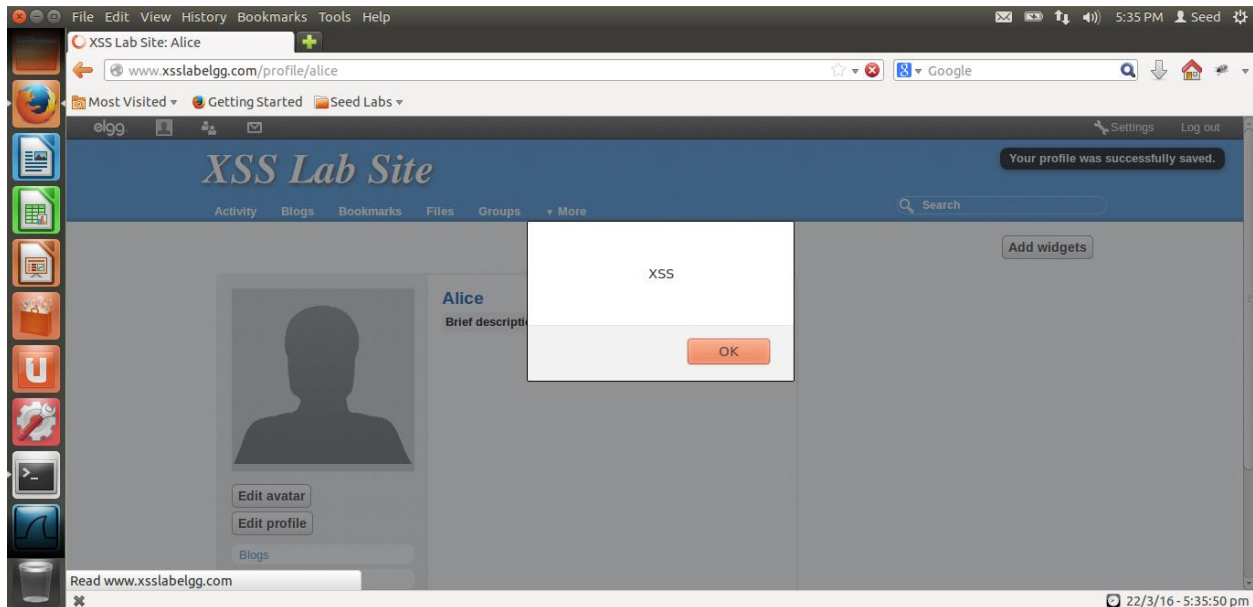 File Edit View History Bookmarks Tools Help 5:35 PM Seed
XSS Lab Site: Alice
www.xsslabelgg.com/profile/alice Google
Most Visited Getting Started Seed Labs
elgg Settings Log out
XSS Lab Site
Your profile was successfully saved.
Activity Blogs Bookmarks Files Groups More Search
Add widgets
XSS
Alice
Brief descripti
OK
Edit avatar
Edit profile
Blogs
Read www.xsslabelgg.com
22/3/16 - 5:35:50 pm